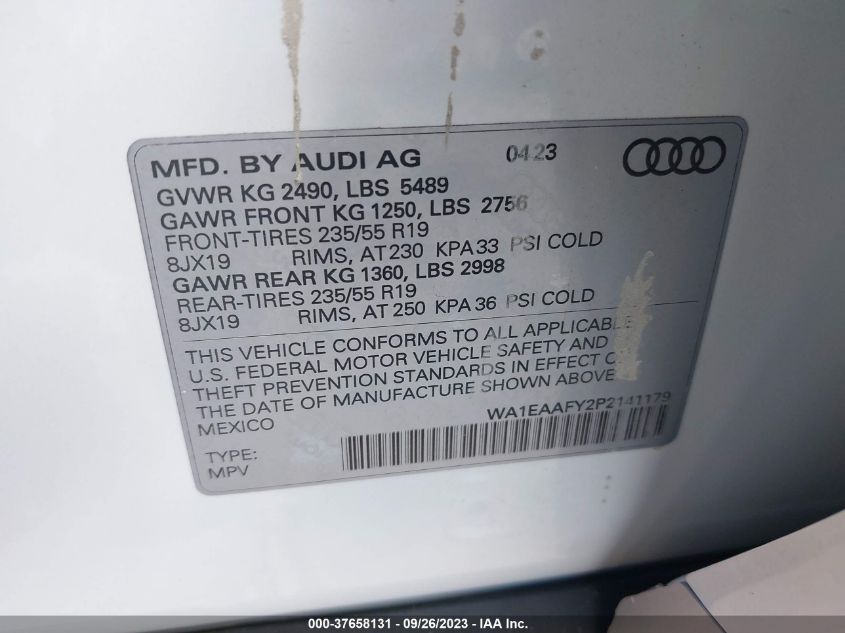 MFD. BY AUDI AG 04 23
GVWR KG 2490, LBS 5489
GAWR FRONT KG 1250, LBS 2756
FRONT-TIRES 235/55 R19
8JX19 RIMS, AT 230 KPA 33 PSI COLD
GAWR REAR KG 1360, LBS 2998
REAR-TIRES 235/55 R19
8JX19 RIMS, AT 250 KPA 36 PSI COLD
THIS VEHICLE CONFORMS TO ALL APPLICABLE
U.S. FEDERAL MOTOR VEHICLE SAFETY AND
THEFT PREVENTION STANDARDS IN EFFECT
THE DATE OF MANUFACTURE SHOWN ABOVE
MEXICO WA1EAAFY2P2141179
TYPE:
MPV
000-37658131 - 09/26/2023 - IAA Inc.